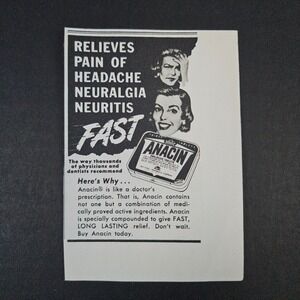 RELIEVES
PAIN OF
HEADACHE
NEURALGIA
NEURITIS
FAST
ANACIN
The way thousands
of physicians and
dentists recommend
Here's Why...
Anacin® is like a doctor's
prescription. That is, Anacin contains
not one but a combination of medi-
cally proved active ingredients. Anacin
is specially compounded to give FAST,
LONG LASTING relief. Don't wait.
Buy Anacin today.